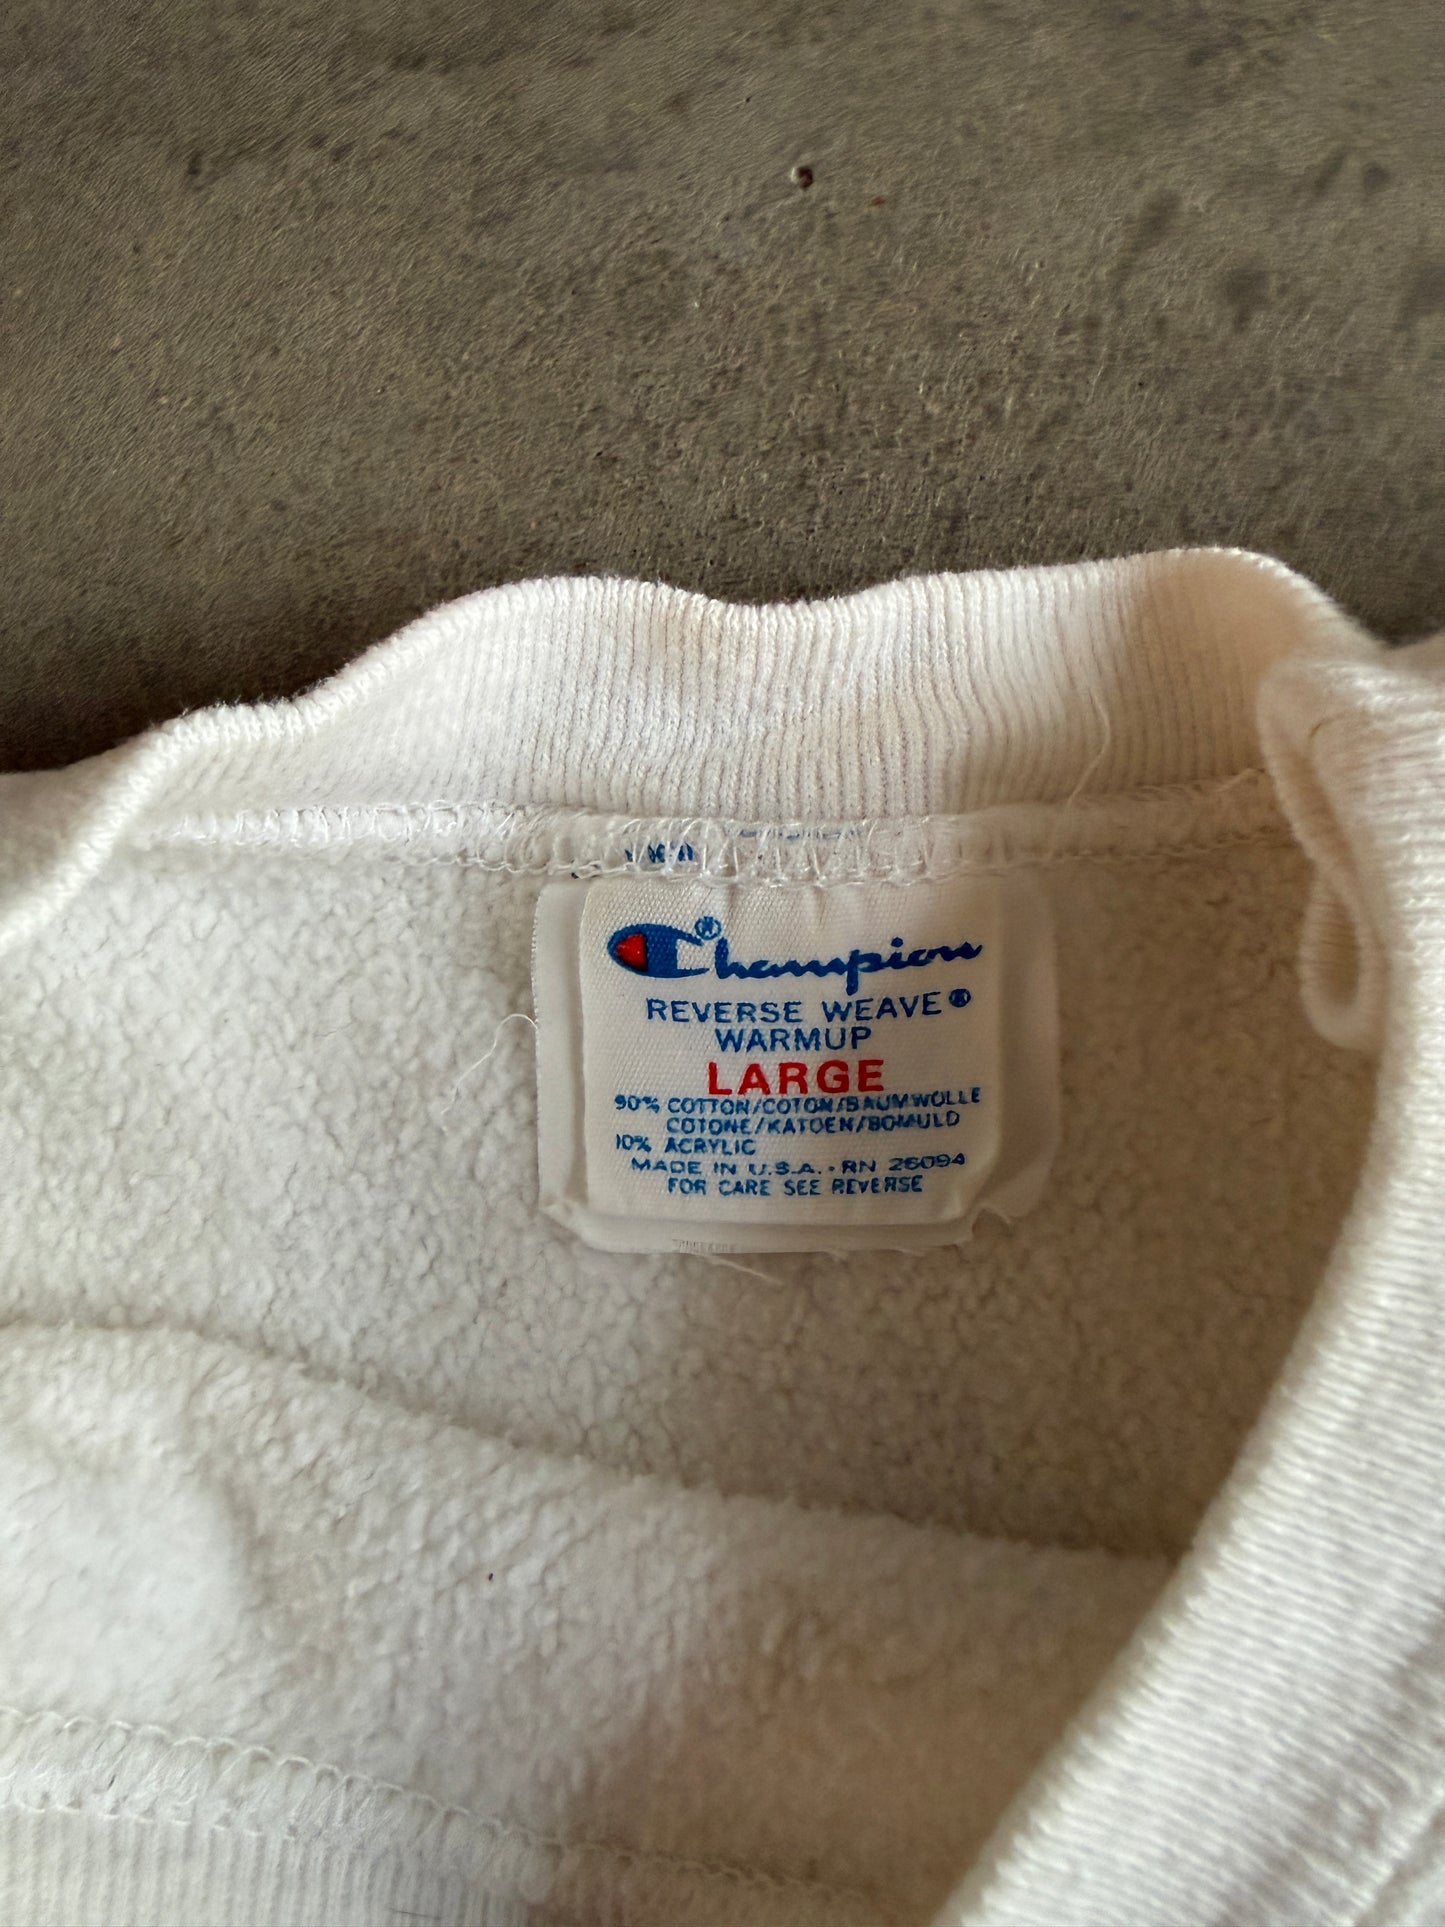 Champion®
REVERSE WEAVE®
WARMUP
LARGE
90% COTTON/COTON/BAUMWOLLE
COTONE/KATOEN/BOMULD
10% ACRYLIC
MADE IN U.S.A. - RN 26094
FOR CARE SEE REVERSE